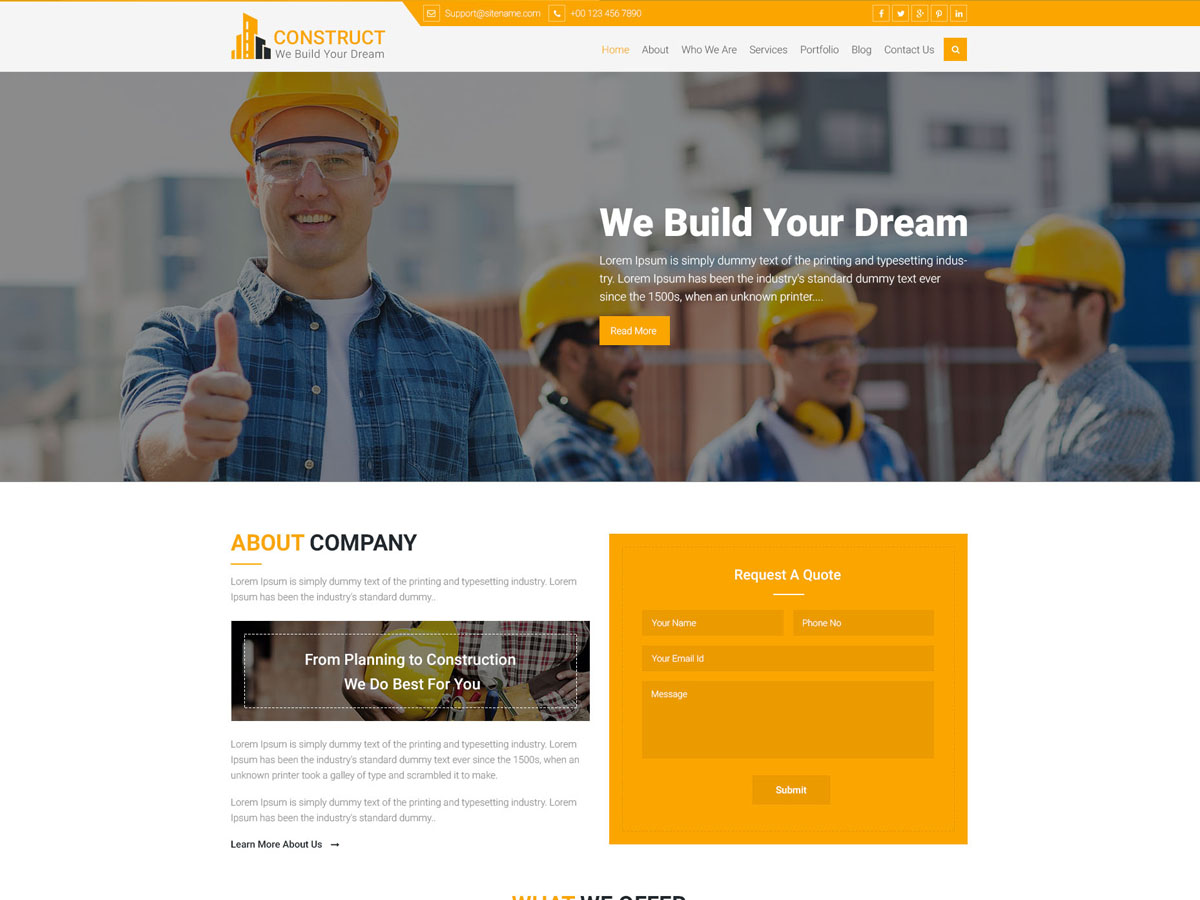 Support@sitename.com +00 123 456 7890
CONSTRUCT
We Build Your Dream
Home About Who We Are Services Portfolio Blog Contact Us
We Build Your Dream
Lorem Ipsum is simply dummy text of the printing and typesetting indus-
try. Lorem Ipsum has been the industry's standard dummy text ever
since the 1500s, when an unknown printer....
Read More
ABOUT COMPANY
Lorem Ipsum is simply dummy text of the printing and typesetting industry. Lorem
Ipsum has been the industry's standard dummy..
From Planning to Construction
We Do Best For You
Lorem Ipsum is simply dummy text of the printing and typesetting industry. Lorem
Ipsum has been the industry's standard dummy text ever since the 1500s, when an
unknown printer took a galley of type and scrambled it to make.
Lorem Ipsum is simply dummy text of the printing and typesetting industry. Lorem
Ipsum has been the industry's standard dummy..
Learn More About Us
Request A Quote
Your Name Phone No
Your Email Id
Message
Submit
WHAT WE OFFER